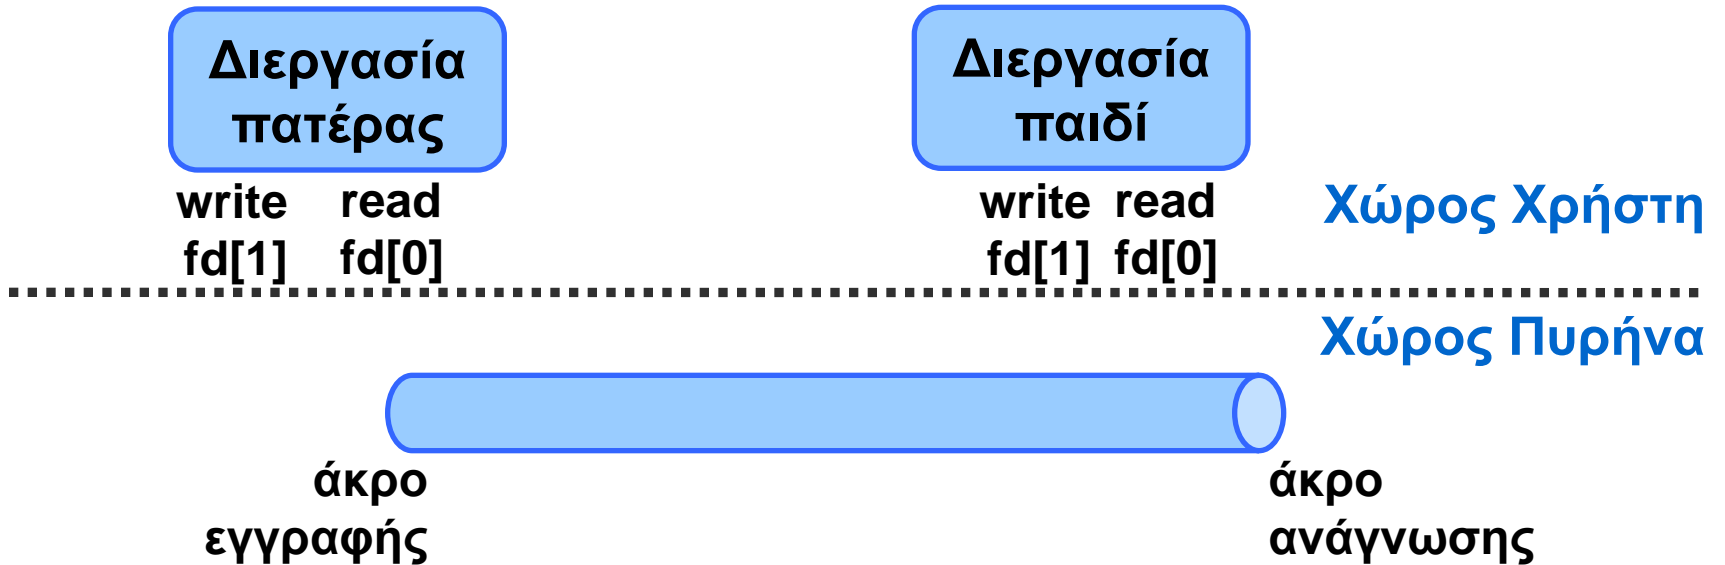 Διεργασία
πατέρας
Διεργασία
παιδί
write read
fd[1] fd[0]
write read
fd[1] fd[0]
Χώρος Χρήστη
Χώρος Πυρήνα
άκρο
εγγραφής
άκρο
ανάγνωσης